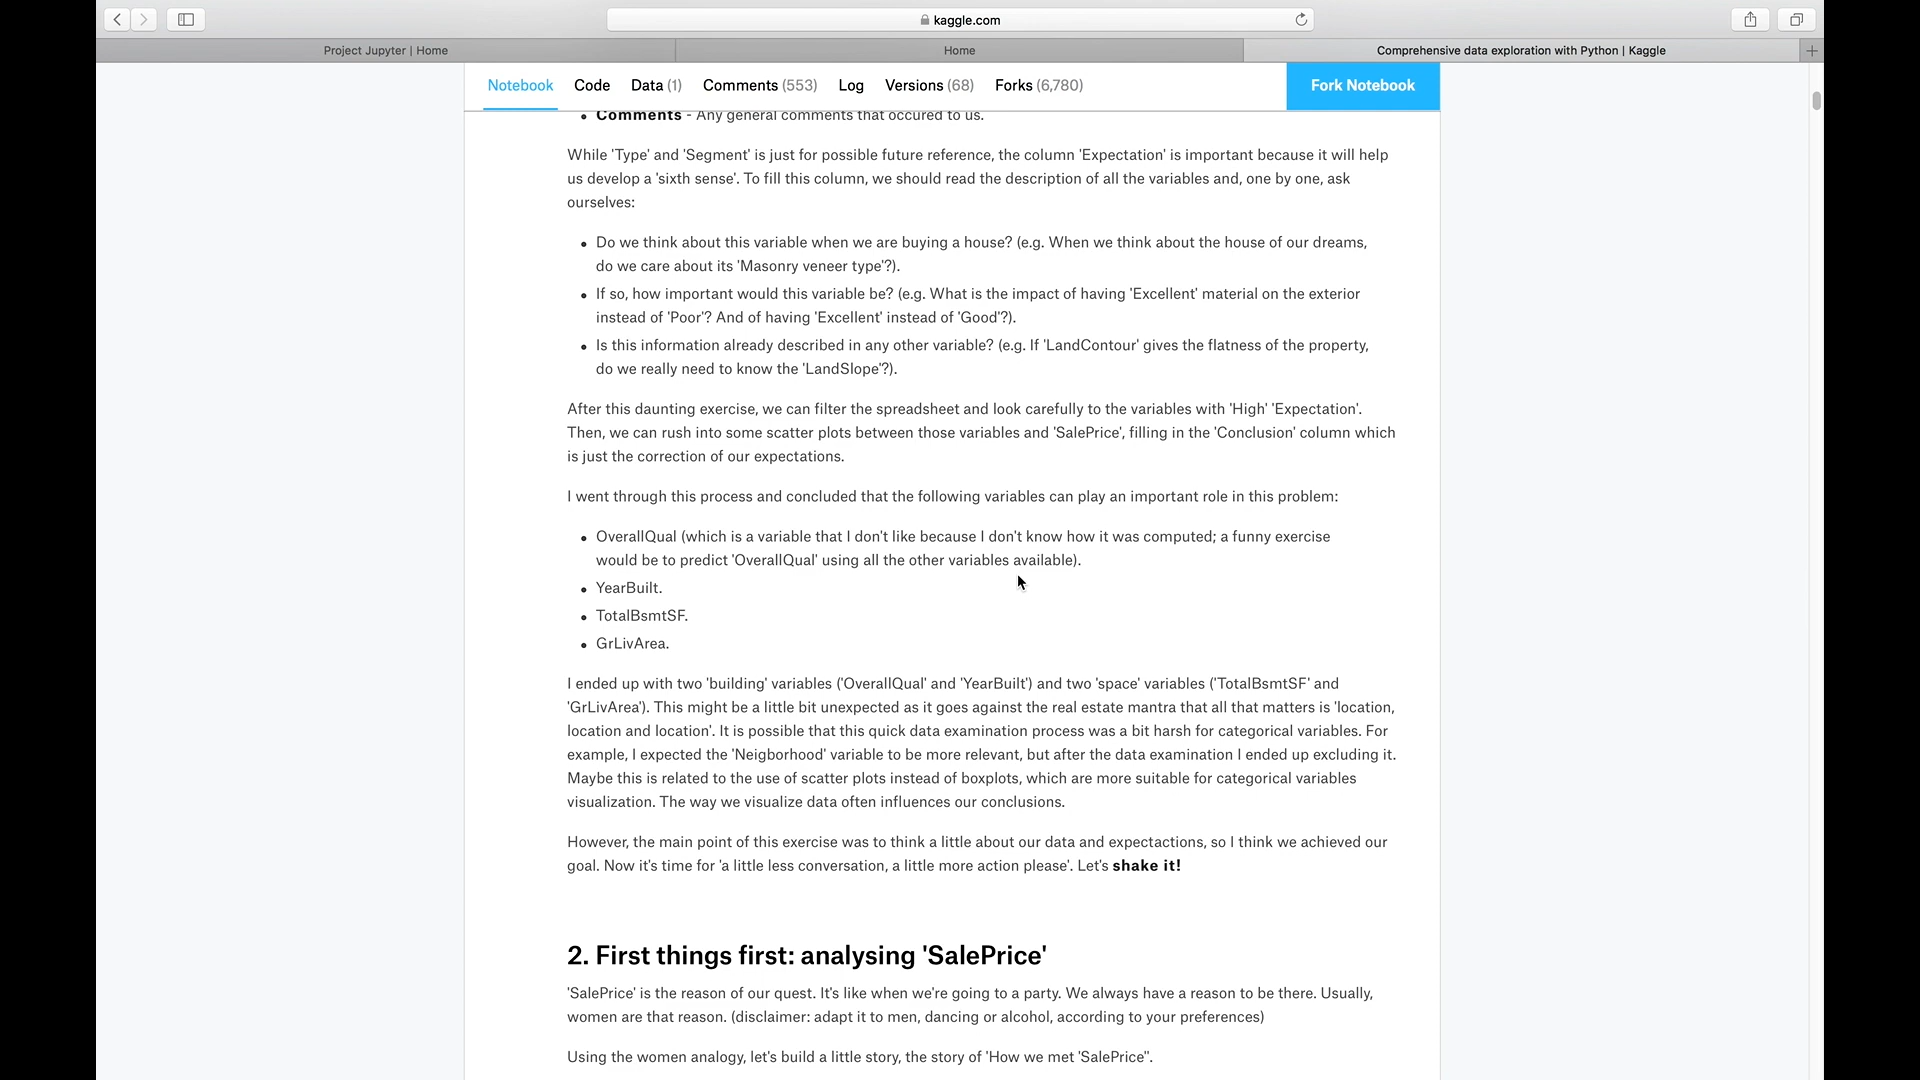 kaggle.com
Project Jupyter | Home
Home
Comprehensive data exploration with Python | Kaggle
Notebook Code Data (1) Comments (553) Log Versions (68) Forks (6,780) Fork Notebook
• Comments - Any general comments that occured to us.
While 'Type' and 'Segment' is just for possible future reference, the column 'Expectation' is important because it will help
us develop a 'sixth sense'. To fill this column, we should read the description of all the variables and, one by one, ask
ourselves:
• Do we think about this variable when we are buying a house? (e.g. When we think about the house of our dreams,
do we care about its 'Masonry veneer type'?).
• If so, how important would this variable be? (e.g. What is the impact of having 'Excellent' material on the exterior
instead of 'Poor'? And of having 'Excellent' instead of 'Good'?).
• Is this information already described in any other variable? (e.g. If 'LandContour' gives the flatness of the property,
do we really need to know the 'LandSlope'?).
After this daunting exercise, we can filter the spreadsheet and look carefully to the variables with 'High' 'Expectation'.
Then, we can rush into some scatter plots between those variables and 'SalePrice', filling in the 'Conclusion' column which
is just the correction of our expectations.
I went through this process and concluded that the following variables can play an important role in this problem:
• OverallQual (which is a variable that I don't like because I don't know how it was computed; a funny exercise
would be to predict 'OverallQual' using all the other variables available).
• YearBuilt.
• TotalBsmtSF.
• GrLivArea.
I ended up with two 'building' variables ('OverallQual' and 'YearBuilt') and two 'space' variables ('TotalBsmtSF' and
'GrLivArea'). This might be a little bit unexpected as it goes against the real estate mantra that all that matters is 'location,
location and location'. It is possible that this quick data examination process was a bit harsh for categorical variables. For
example, I expected the 'Neigborhood' variable to be more relevant, but after the data examination I ended up excluding it.
Maybe this is related to the use of scatter plots instead of boxplots, which are more suitable for categorical variables
visualization. The way we visualize data often influences our conclusions.
However, the main point of this exercise was to think a little about our data and expectactions, so I think we achieved our
goal. Now it's time for 'a little less conversation, a little more action please'. Let's shake it!
2. First things first: analysing 'SalePrice'
'SalePrice' is the reason of our quest. It's like when we're going to a party. We always have a reason to be there. Usually,
women are that reason. (disclaimer: adapt it to men, dancing or alcohol, according to your preferences)
Using the women analogy, let's build a little story, the story of 'How we met 'SalePrice''.